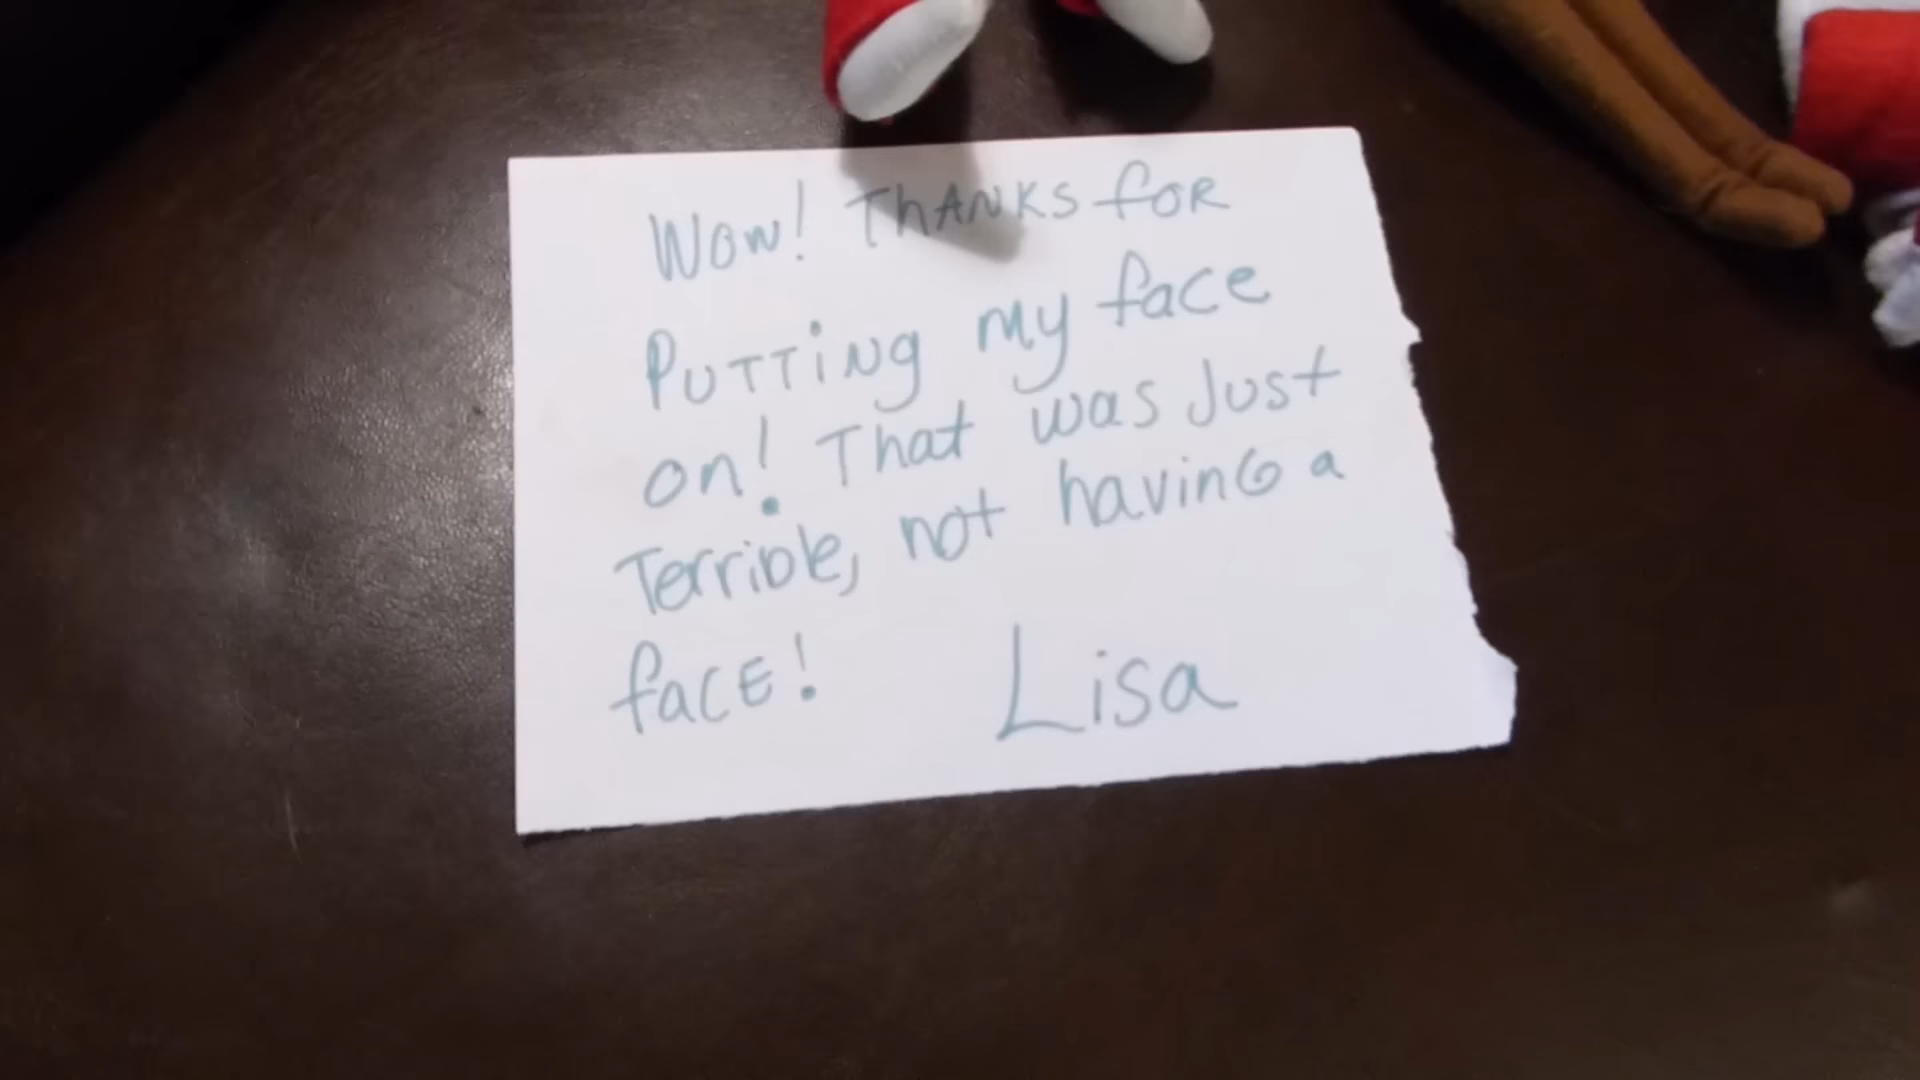 Wow! THANKS for
PUTTiNg my face
on! That was Just
Terrible, not havinG a
facE!
Lisa